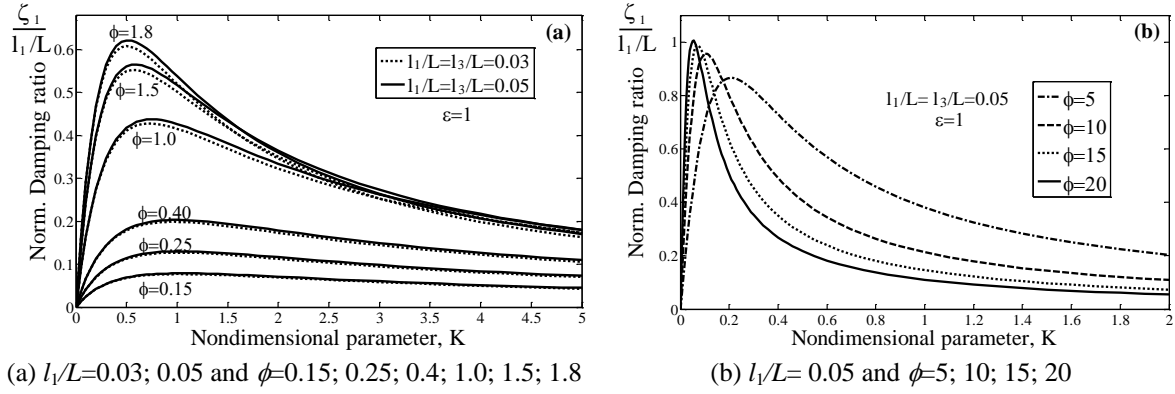 ζ1
l1/L
Norm. Damping ratio
0.6
0.5
0.4
0.3
0.2
0.1
0
(a)
ϕ=1.8
ϕ=1.5
ϕ=1.0
ϕ=0.40
ϕ=0.25
ϕ=0.15
l1/L=l3/L=0.03
l1/L=l3/L=0.05
ε=1
0 0.5 1 1.5 2 2.5 3 3.5 4 4.5 5
Nondimensional parameter, K
(a) l1/L=0.03; 0.05 and ϕ=0.15; 0.25; 0.4; 1.0; 1.5; 1.8
ζ1
l1/L
Norm. Damping ratio
1
0.8
0.6
0.4
0.2
0
(b)
l1/L= l3/L=0.05
ε=1
ϕ=5
ϕ=10
ϕ=15
ϕ=20
0 0.2 0.4 0.6 0.8 1 1.2 1.4 1.6 1.8 2
Nondimensional parameter, K
(b) l1/L= 0.05 and ϕ=5; 10; 15; 20